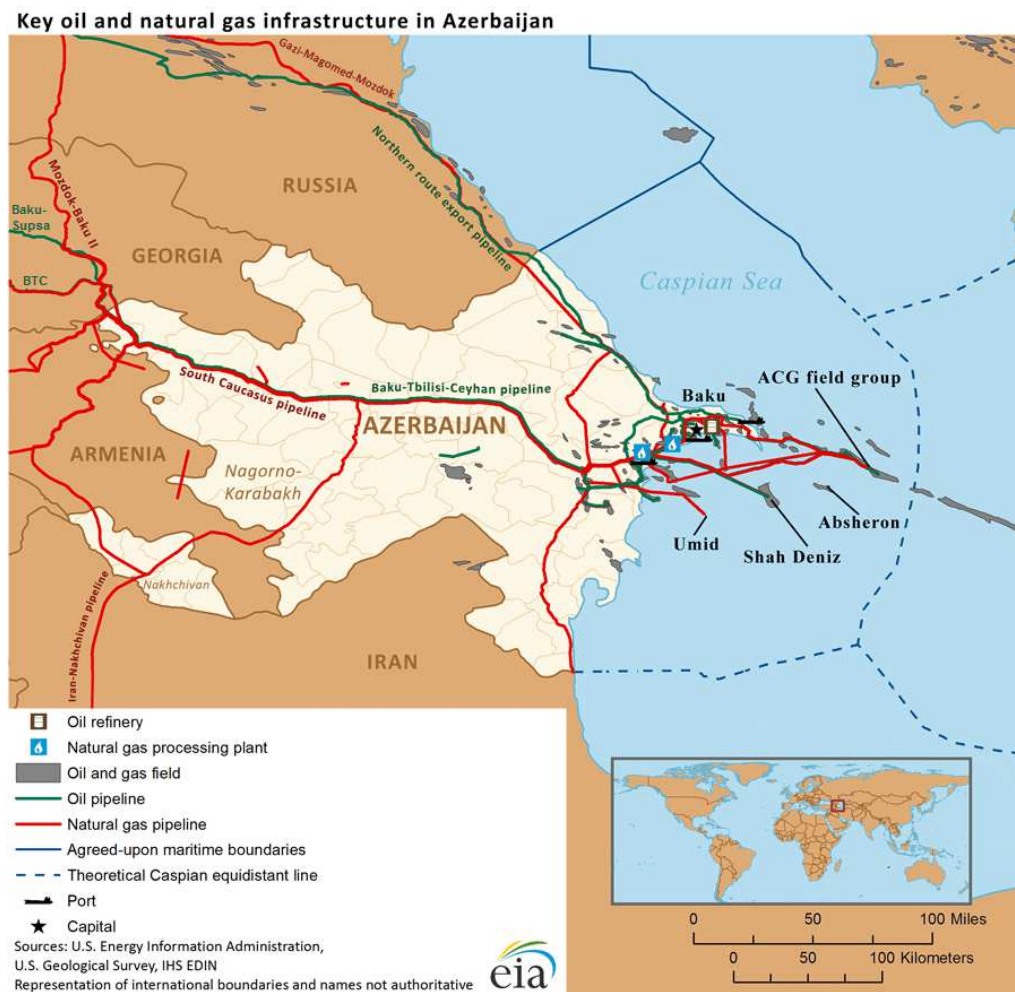 Key oil and natural gas infrastructure in Azerbaijan
Gazi-Magomed-Mozdok
Northern route export pipeline
RUSSIA
Mozdok-Baku II
Baku-
Supsa
GEORGIA
BTC
Caspian Sea
South Caucasus pipeline
Baku-Tbilisi-Ceyhan pipeline
Baku
ACG field group
AZERBAIJAN
ARMENIA
Nagorno-
Karabakh
Absheron
Umid
Shah Deniz
Nakhchivan
Iran-Nakhchivan pipeline
IRAN
Oil refinery
Natural gas processing plant
Oil and gas field
Oil pipeline
Natural gas pipeline
Agreed-upon maritime boundaries
Theoretical Caspian equidistant line
Port
Capital
Sources: U.S. Energy Information Administration,
U.S. Geological Survey, IHS EDIN
Representation of international boundaries and names not authoritative
eia
0 50 100 Miles
0 50 100 Kilometers